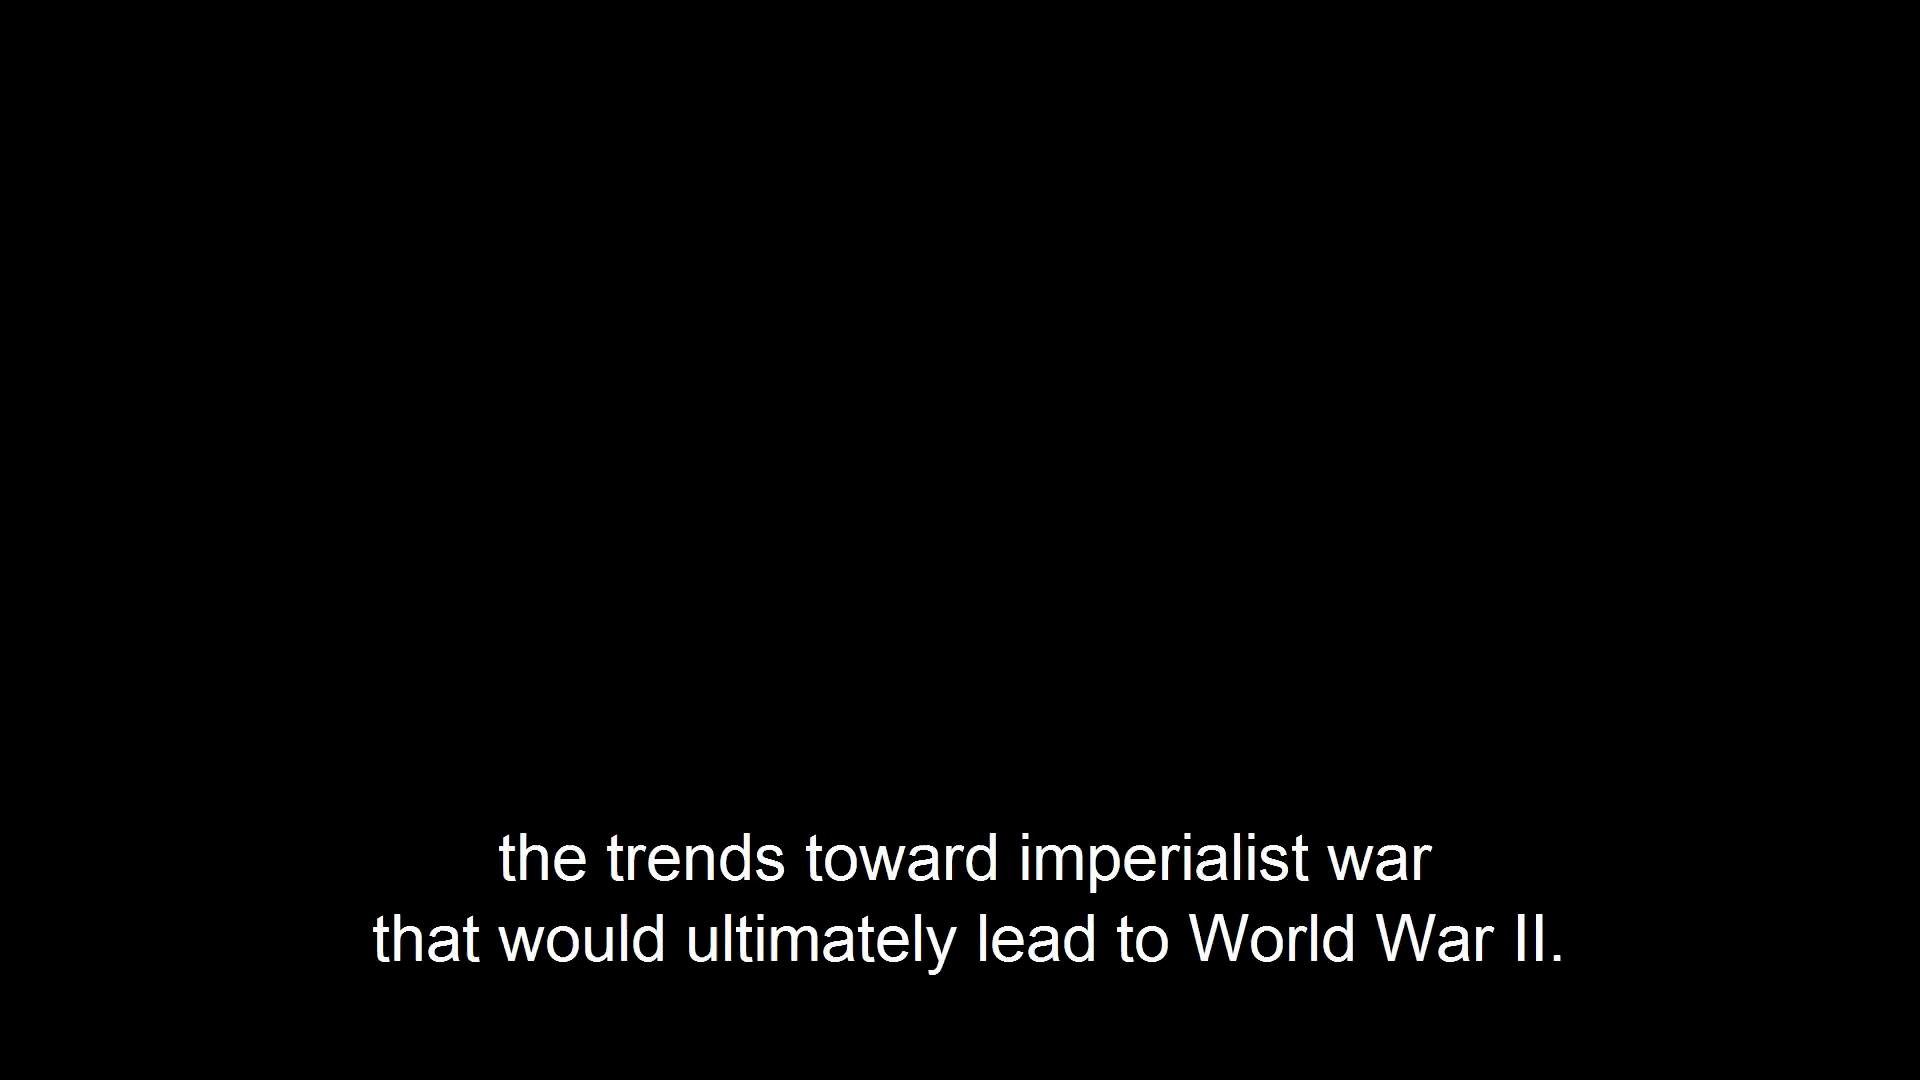 the trends toward imperialist war
that would ultimately lead to World War II.